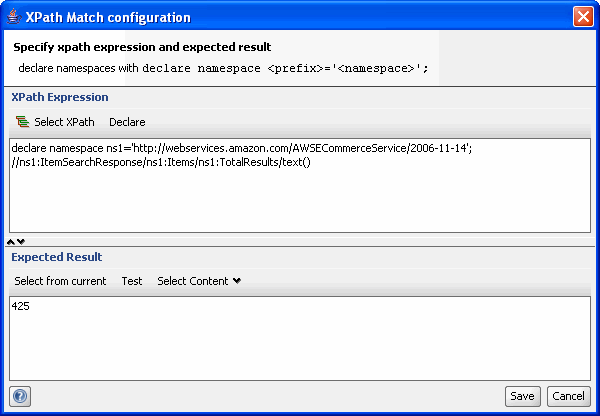 XPath Match configuration
Specify xpath expression and expected result
declare namespaces with declare namespace <prefix>='<namespace>';
XPath Expression
Select XPath Declare
declare namespace ns1='http://webservices.amazon.com/AWSECommerceService/2006-11-14';
//ns1:ItemSearchResponse/ns1:Items/ns1:TotalResults/text()
Expected Result
Select from current Test Select Content
425
? Save Cancel